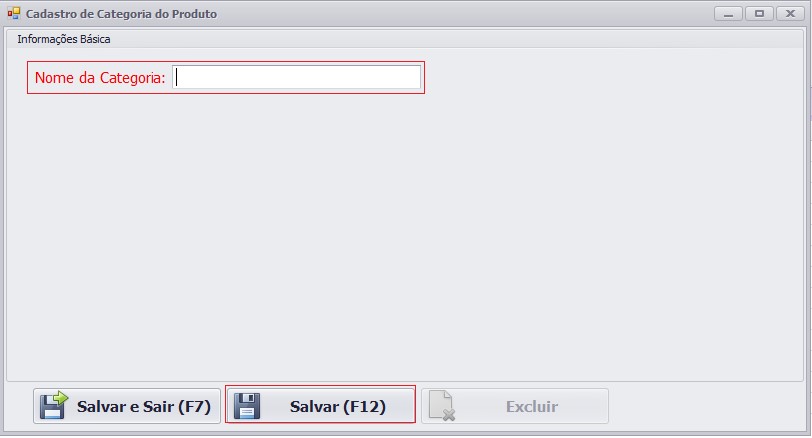 Cadastro de Categoria do Produto
Informações Básica
Nome da Categoria:
Salvar e Sair (F7)
Salvar (F12)
Excluir